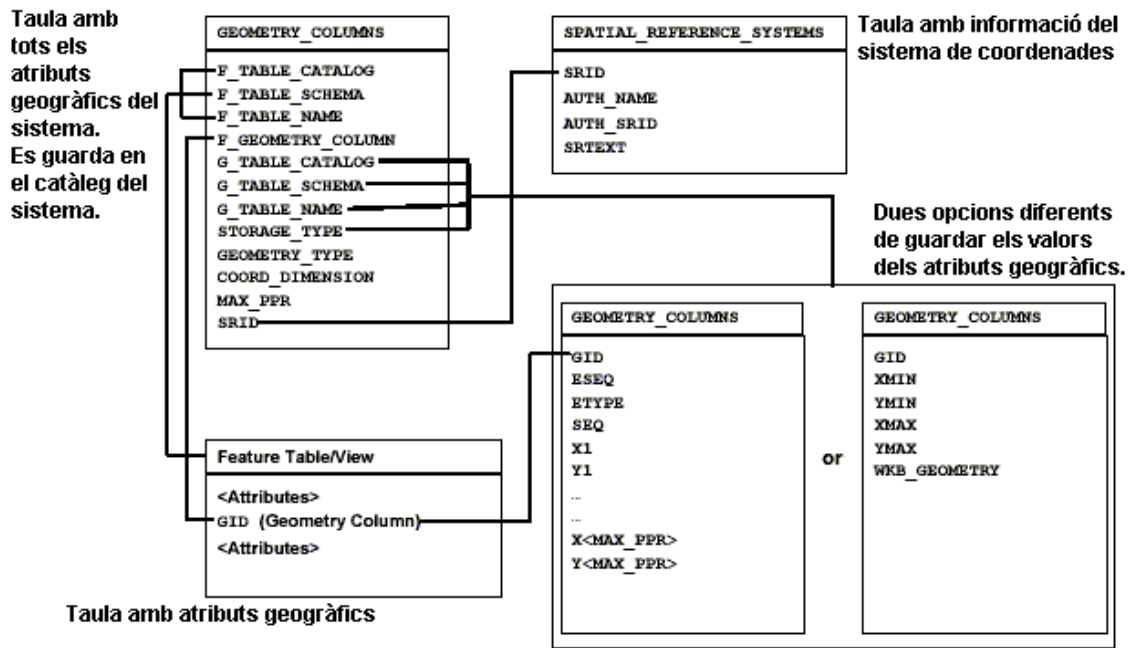 Taula amb
tots els
atributs
geogràfics del
sistema.
Es guarda en
el catàleg del
sistema.
GEOMETRY_COLUMNS
F_TABLE_CATALOG
F_TABLE_SCHEMA
F_TABLE_NAME
F_GEOMETRY_COLUMN
G_TABLE_CATALOG
G_TABLE_SCHEMA
G_TABLE_NAME
STORAGE_TYPE
GEOMETRY_TYPE
COORD_DIMENSION
MAX_PPR
SRID
SPATIAL_REFERENCE_SYSTEMS
SRID
AUTH_NAME
AUTH_SRID
SRTEXT
Taula amb informació del
sistema de coordenades
Dues opcions diferents
de guardar els valors
dels atributs geogràfics.
GEOMETRY_COLUMNS
GID
ESEQ
ETYPE
SEQ
X1
Y1
...
...
X<MAX_PPR>
Y<MAX_PPR>
or
GEOMETRY_COLUMNS
GID
XMIN
YMIN
XMAX
YMAX
WKB_GEOMETRY
Feature Table/View
<Attributes>
GID (Geometry Column)
<Attributes>
Taula amb atributs geogràfics